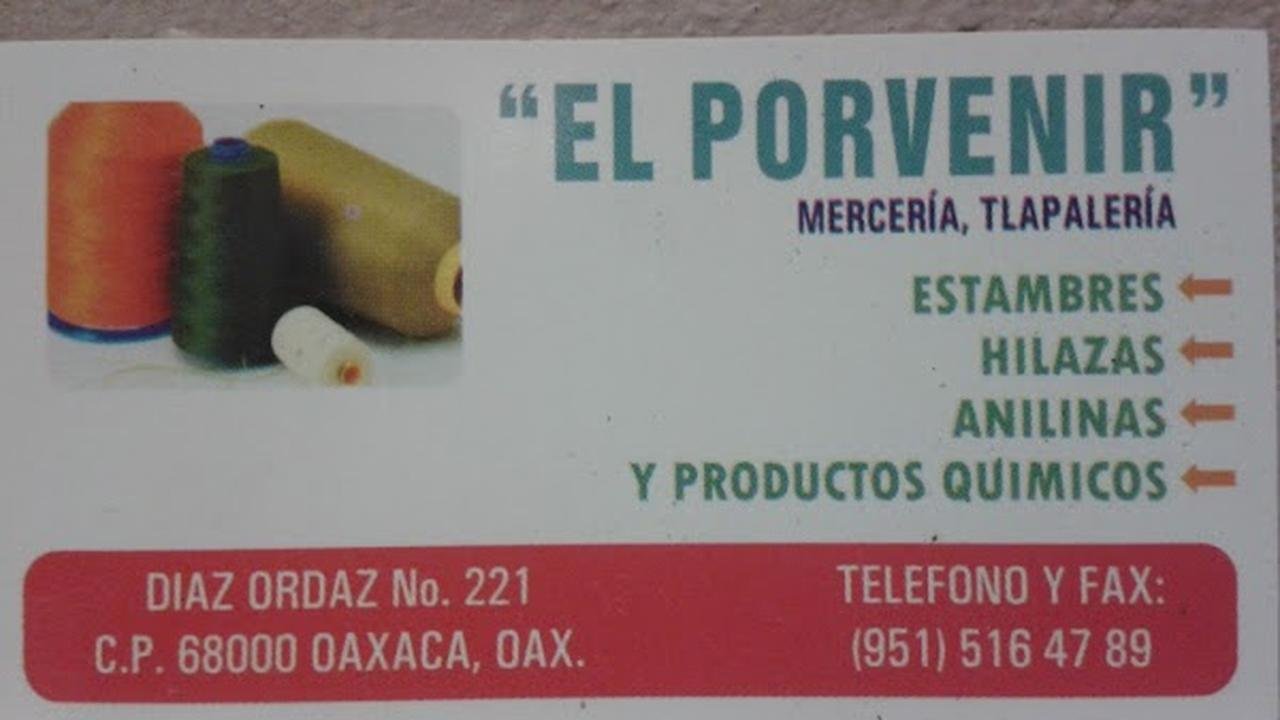 “EL PORVENIR”
MERCERÍA, TLAPALERÍA
ESTAMBRES
HILAZAS
ANILINAS
Y PRODUCTOS QUIMICOS
DIAZ ORDAZ No. 221
C.P. 68000 OAXACA, OAX.
TELEFONO Y FAX:
(951) 516 47 89